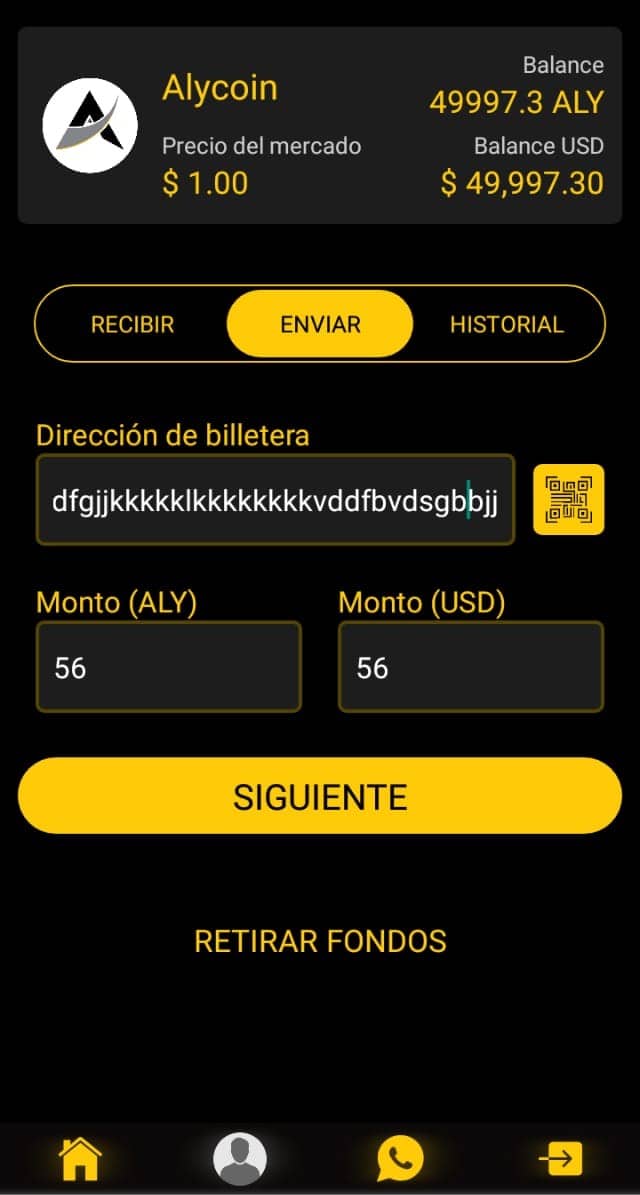 Alycoin
Balance
49997.3 ALY
Precio del mercado
Balance USD
$ 1.00
$ 49,997.30
RECIBIR
ENVIAR
HISTORIAL
Dirección de billetera
dfgjjkkkkklkkkkkkkkvddfbvdsgbbjj
Monto (ALY)
Monto (USD)
56
56
SIGUIENTE
RETIRAR FONDOS